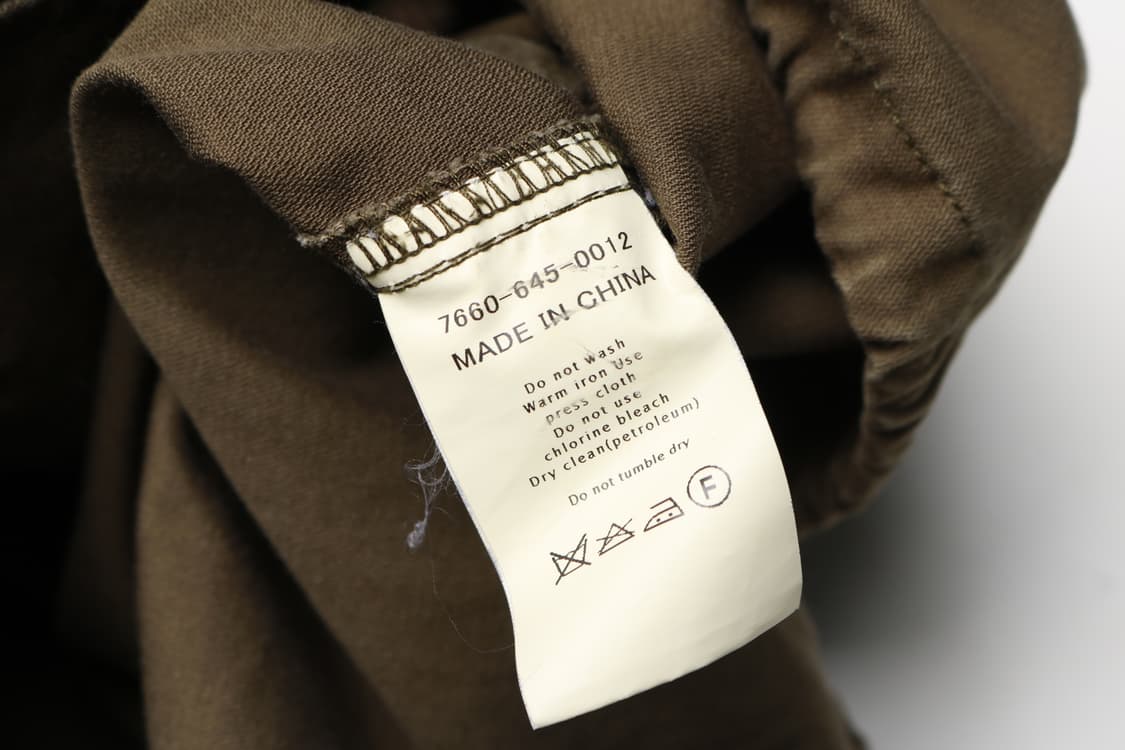 7660-645-0012
MADE IN CHINA
Do not wash
Warm iron Use
press cloth
Do not use
chlorine bleach
Dry clean(petroleum)
Do not tumble dry
F